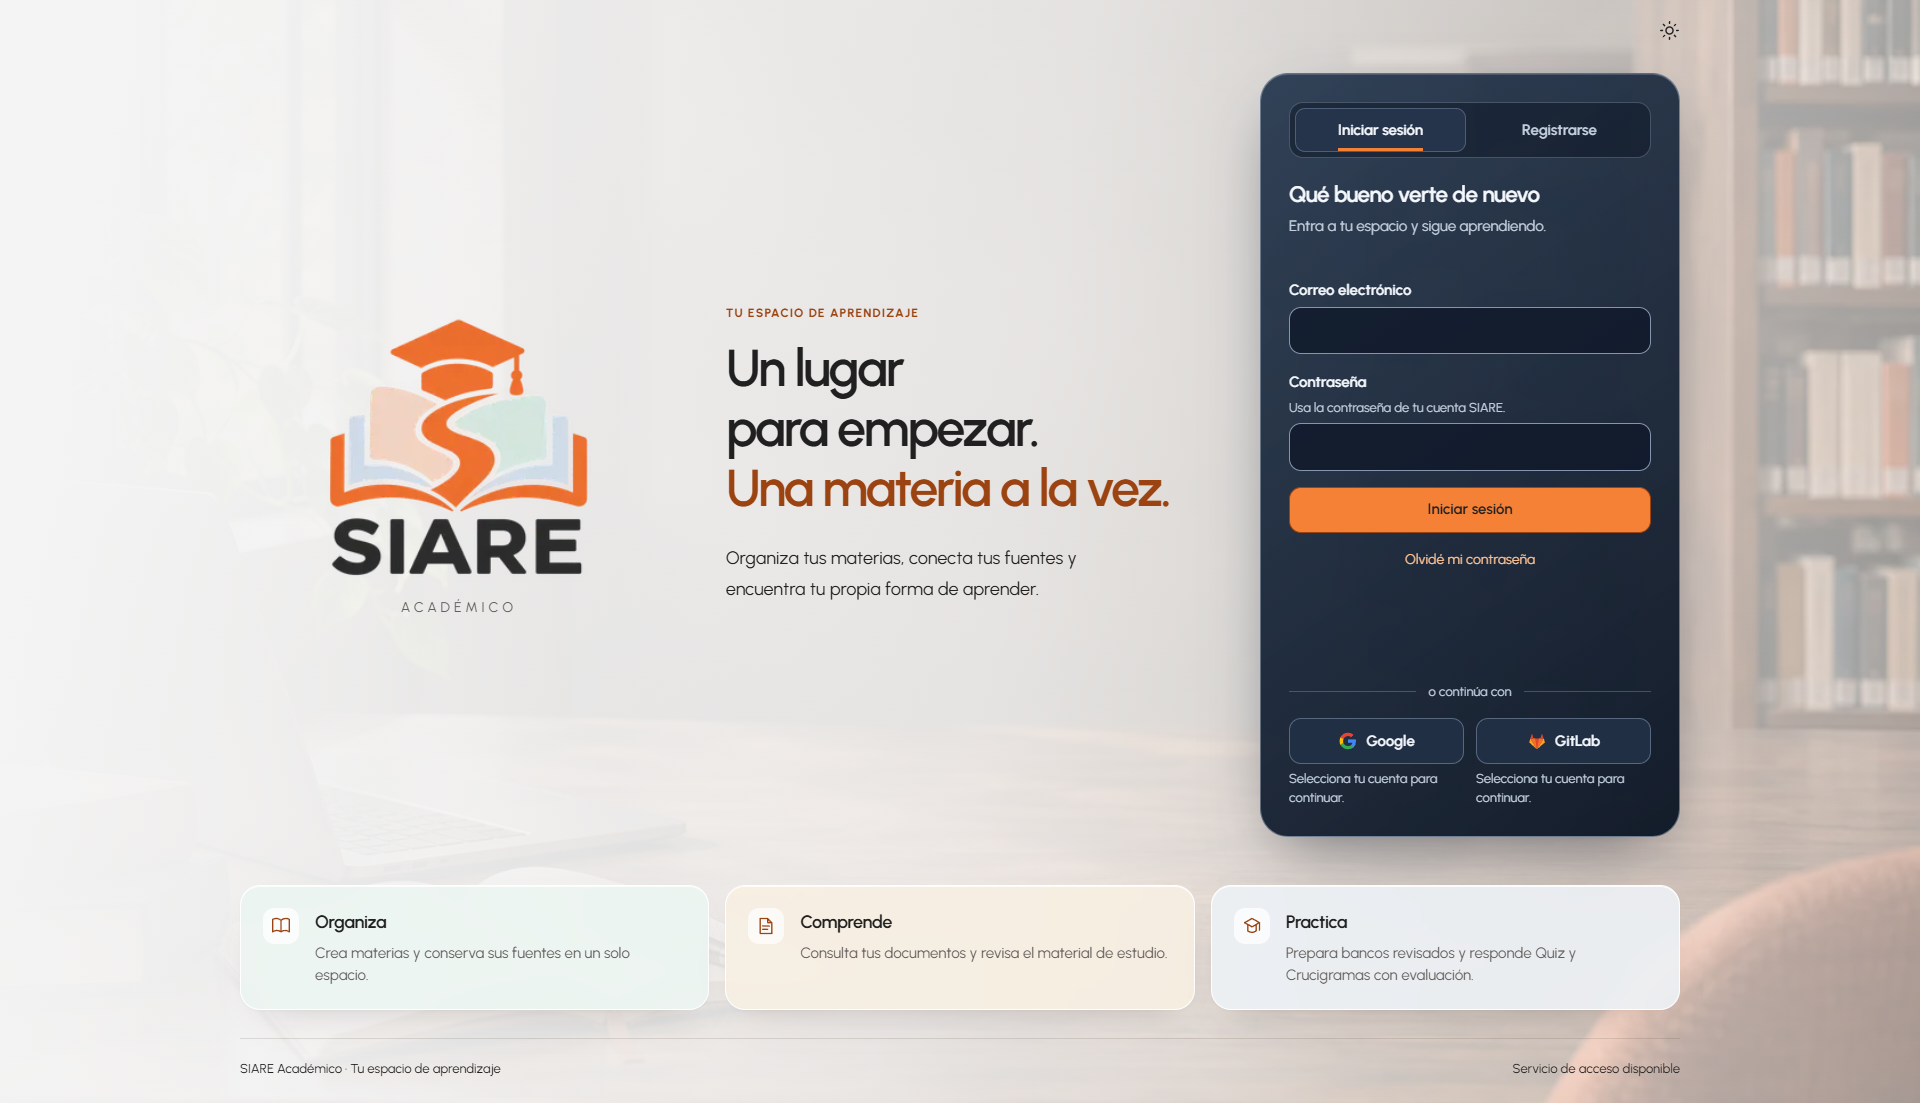 Iniciar sesión
Registrarse
Qué bueno verte de nuevo
Entra a tu espacio y sigue aprendiendo.
Correo electrónico
Contraseña
Usa la contraseña de tu cuenta SIARE.
Iniciar sesión
Olvidé mi contraseña
o continúa con
Google
GitLab
Selecciona tu cuenta para
continuar.
Selecciona tu cuenta para
continuar.
SIARE
ACADÉMICO
TU ESPACIO DE APRENDIZAJE
Un lugar
para empezar.
Una materia a la vez.
Organiza tus materias, conecta tus fuentes y
encuentra tu propia forma de aprender.
Organiza
Crea materias y conserva sus fuentes en un solo
espacio.
Comprende
Consulta tus documentos y revisa el material de estudio.
Practica
Prepara bancos revisados y responde Quiz y
Crucigramas con evaluación.
SIARE Académico · Tu espacio de aprendizaje
Servicio de acceso disponible